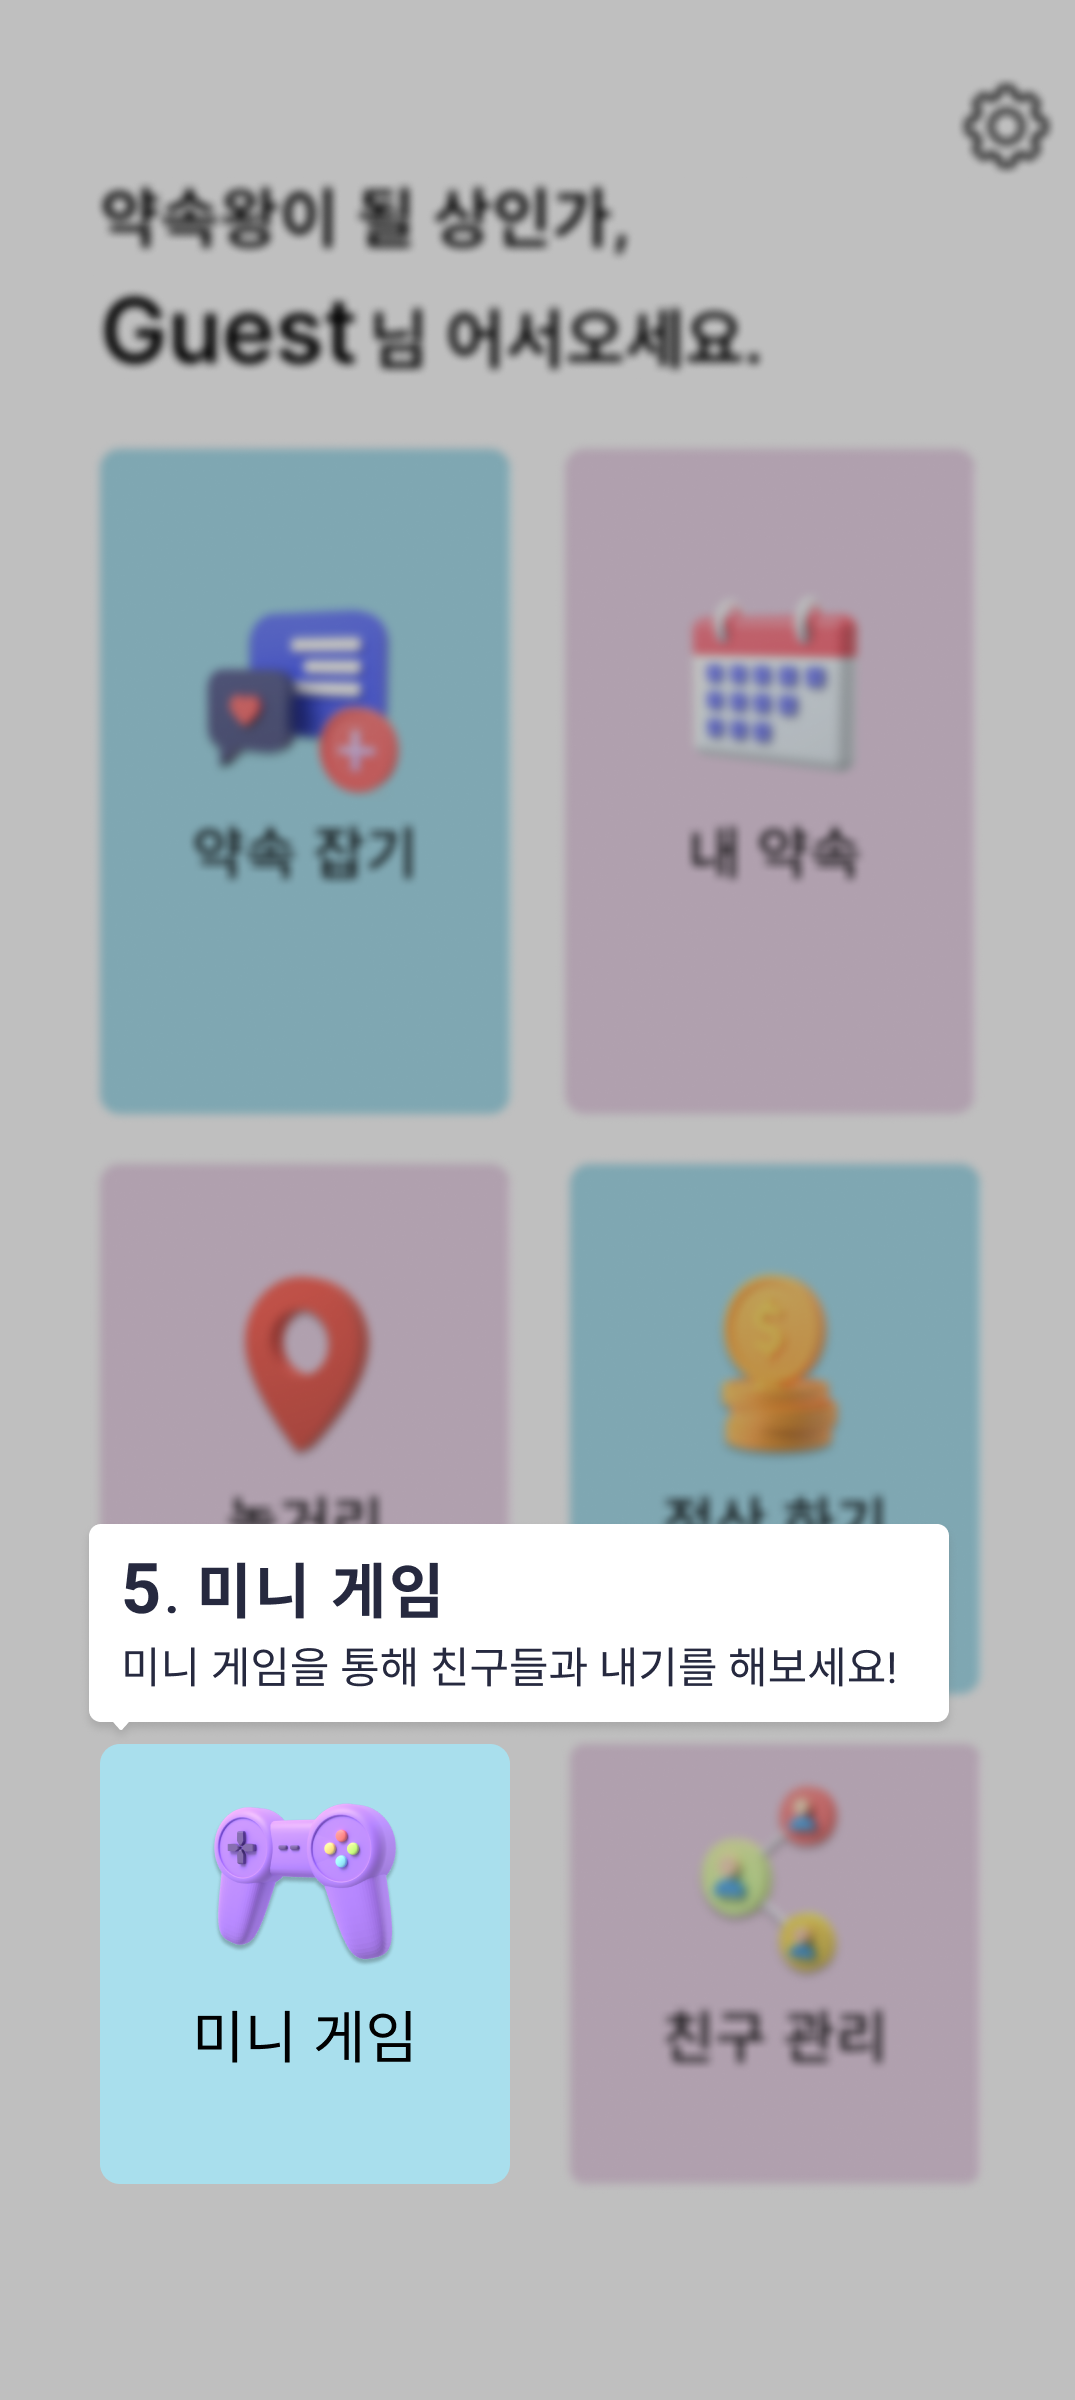 약속왕이 될 상인가,
Guest 님 어서오세요.
약속 잡기
내 약속
놀거리
정산 하기
5. 미니 게임
미니 게임을 통해 친구들과 내기를 해보세요!
미니 게임
친구 관리